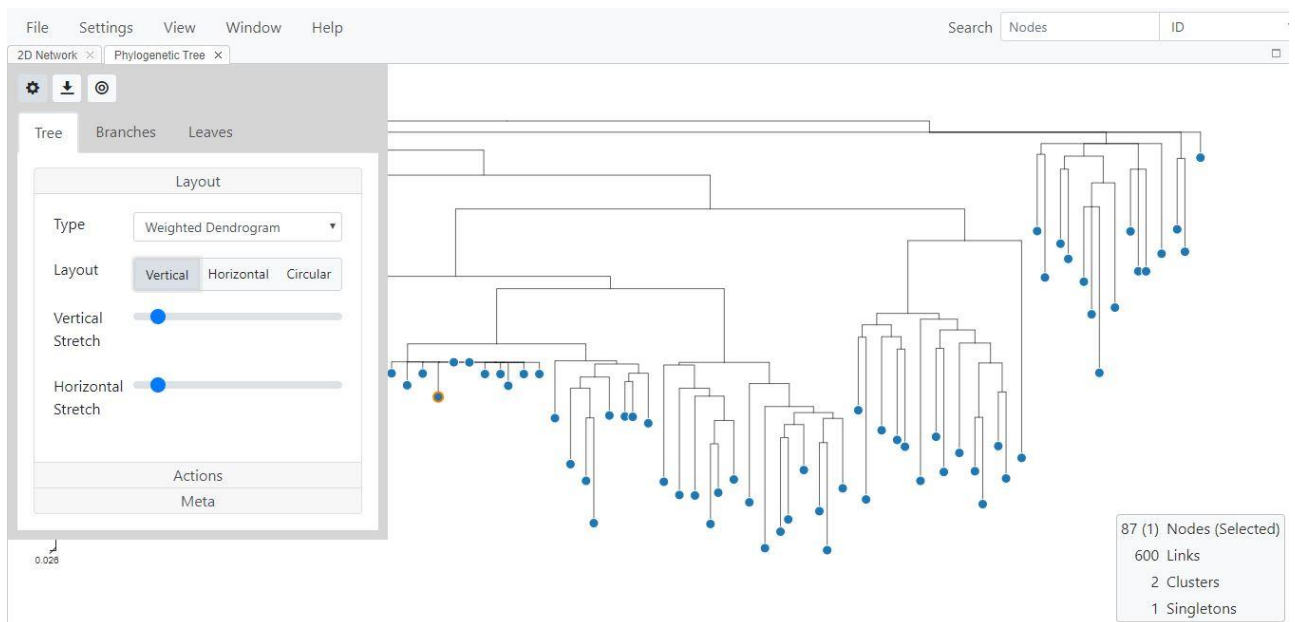 File Settings View Window Help Search Nodes ID
2D Network × Phylogenetic Tree ×
Tree Branches Leaves
Layout
Type Weighted Dendrogram
Layout Vertical Horizontal Circular
Vertical
Stretch
Horizontal
Stretch
Actions
Meta
0.026
87 (1) Nodes (Selected)
600 Links
2 Clusters
1 Singletons